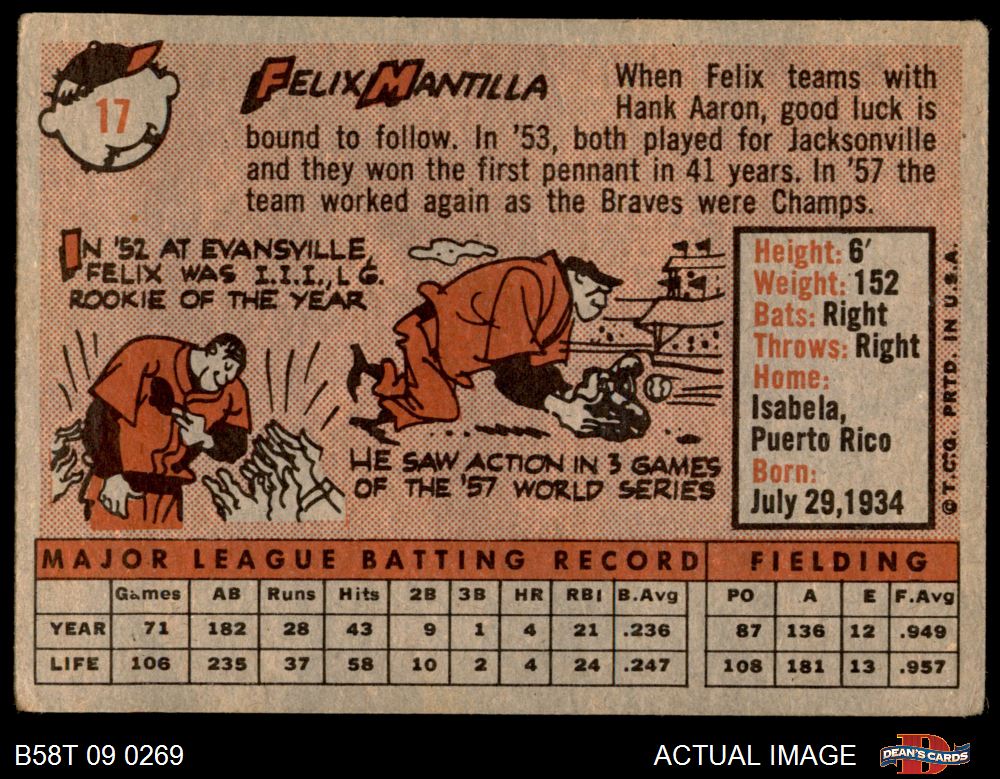 17
FELIX MANTILLA
When Felix teams with
Hank Aaron, good luck is
bound to follow. In '53, both played for Jacksonville
and they won the first pennant in 41 years. In '57 the
team worked again as the Braves were Champs.
IN '52 AT EVANSVILLE,
FELIX WAS I.I.I., LG.
ROOKIE OF THE YEAR
HE SAW ACTION IN 3 GAMES
OF THE '57 WORLD SERIES
Height: 6'
Weight: 152
Bats: Right
Throws: Right
Home:
Isabela,
Puerto Rico
Born:
July 29, 1934
© T.C.G. PRTD. IN U.S.A.
MAJOR LEAGUE BATTING RECORD FIELDING
Games AB Runs Hits 2B 3B HR RBI B.Avg PO A E F.Avg
YEAR 71 182 28 43 9 1 4 21 .236 87 136 12 .949
LIFE 106 235 37 58 10 2 4 24 .247 108 181 13 .957
B58T 09 0269 ACTUAL IMAGE DEAN'S CARDS